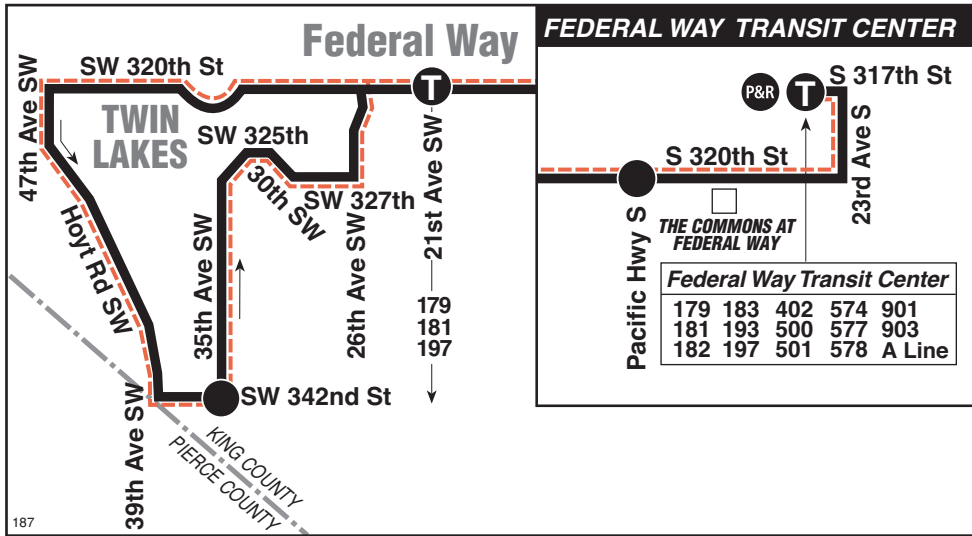 Federal Way
SW 320th St
47th Ave SW
TWIN
LAKES
SW 325th
30th SW
SW 327th
Hoyt Rd SW
35th Ave SW
26th Ave SW
21st Ave SW
T
179
181
197
SW 342nd St
39th Ave SW
KING COUNTY
PIERCE COUNTY
187
FEDERAL WAY TRANSIT CENTER
P&R
T
S 317th St
S 320th St
23rd Ave S
THE COMMONS AT
FEDERAL WAY
Pacific Hwy S
Federal Way Transit Center
179 183 402 574 901
181 193 500 577 903
182 197 501 578 A Line